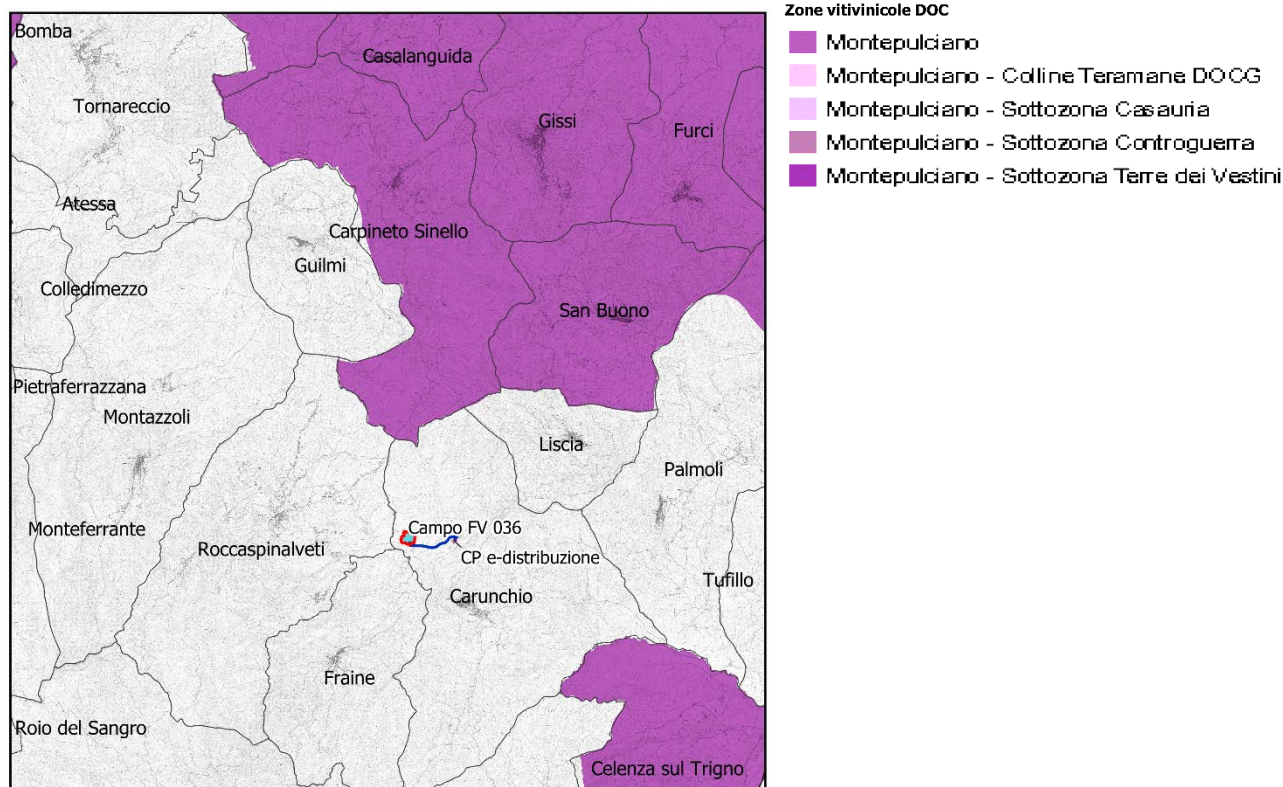 Zone vitivinicole DOC
Montepulciano
Montepulciano - Colline Teramane DOCG
Montepulciano - Sottozona Casauria
Montepulciano - Sottozona Controguerra
Montepulciano - Sottozona Terre dei Vestini
Bomba
Casalanguida
Tornareccio
Gissi
Furci
Atessa
Carpineto Sinello
Guilmi
Colledimezzo
San Buono
Pietraferrazzana
Montazzoli
Liscia
Palmoli
Monteferrante
Campo FV 036
Roccaspinalveti
CP e-distribuzione
Tufillo
Carunchio
Fraine
Roio del Sangro
Celenza sul Trigno